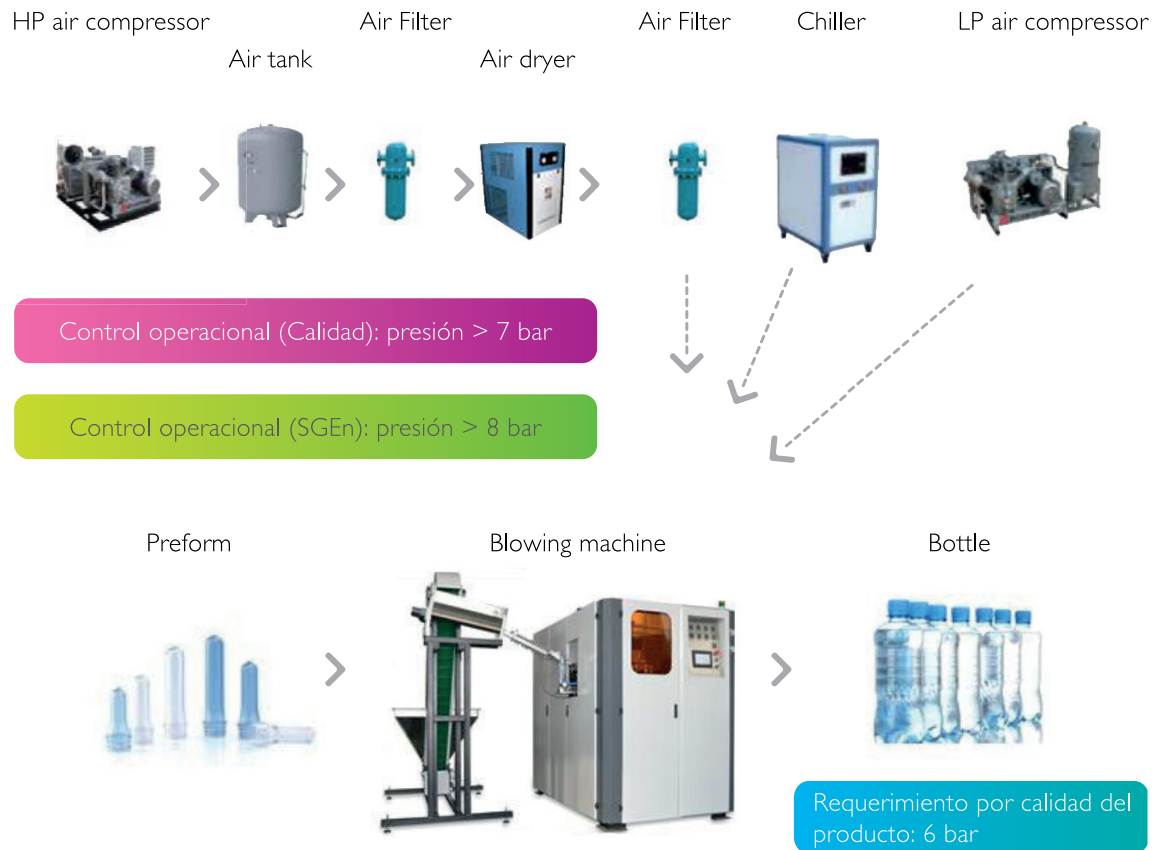 HP air compressor
Air Filter
Air Filter
Chiller
LP air compressor
Air tank
Air dryer
Control operacional (Calidad): presión > 7 bar
Control operacional (SGEn): presión > 8 bar
Preform
Blowing machine
Bottle
Requerimiento por calidad del
producto: 6 bar